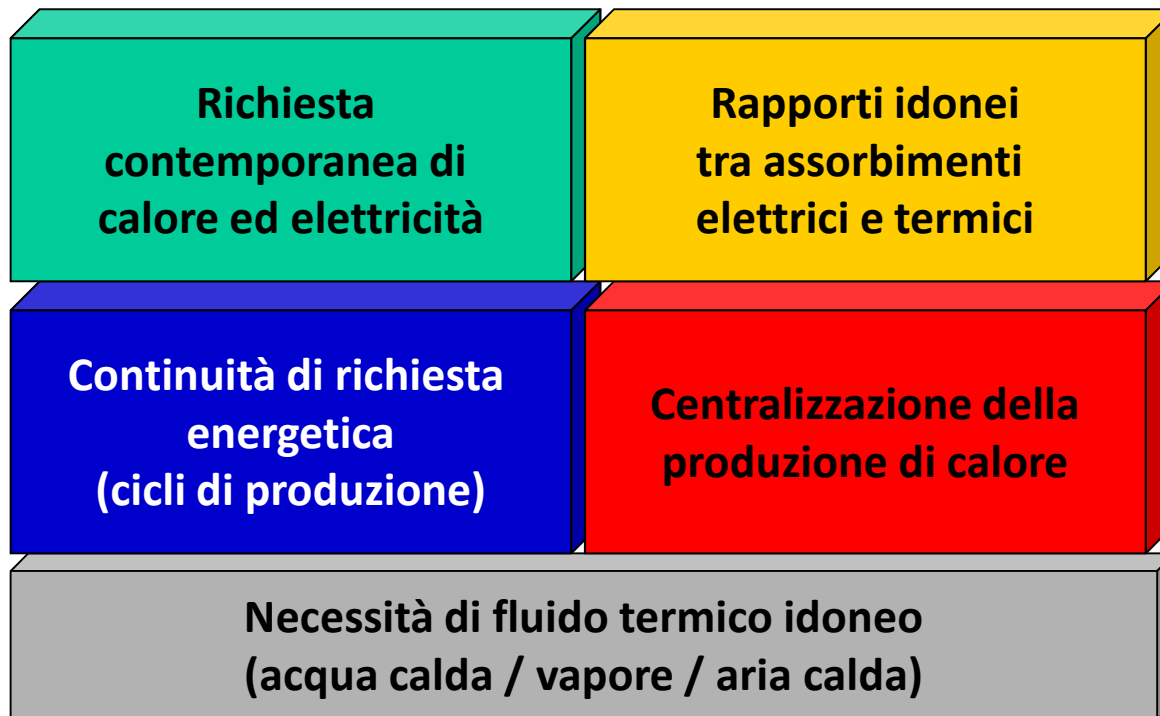 Richiesta
contemporanea di
calore ed elettricità
Rapporti idonei
tra assorbimenti
elettrici e termici
Continuità di richiesta
energetica
(cicli di produzione)
Centralizzazione della
produzione di calore
Necessità di fluido termico idoneo
(acqua calda / vapore / aria calda)